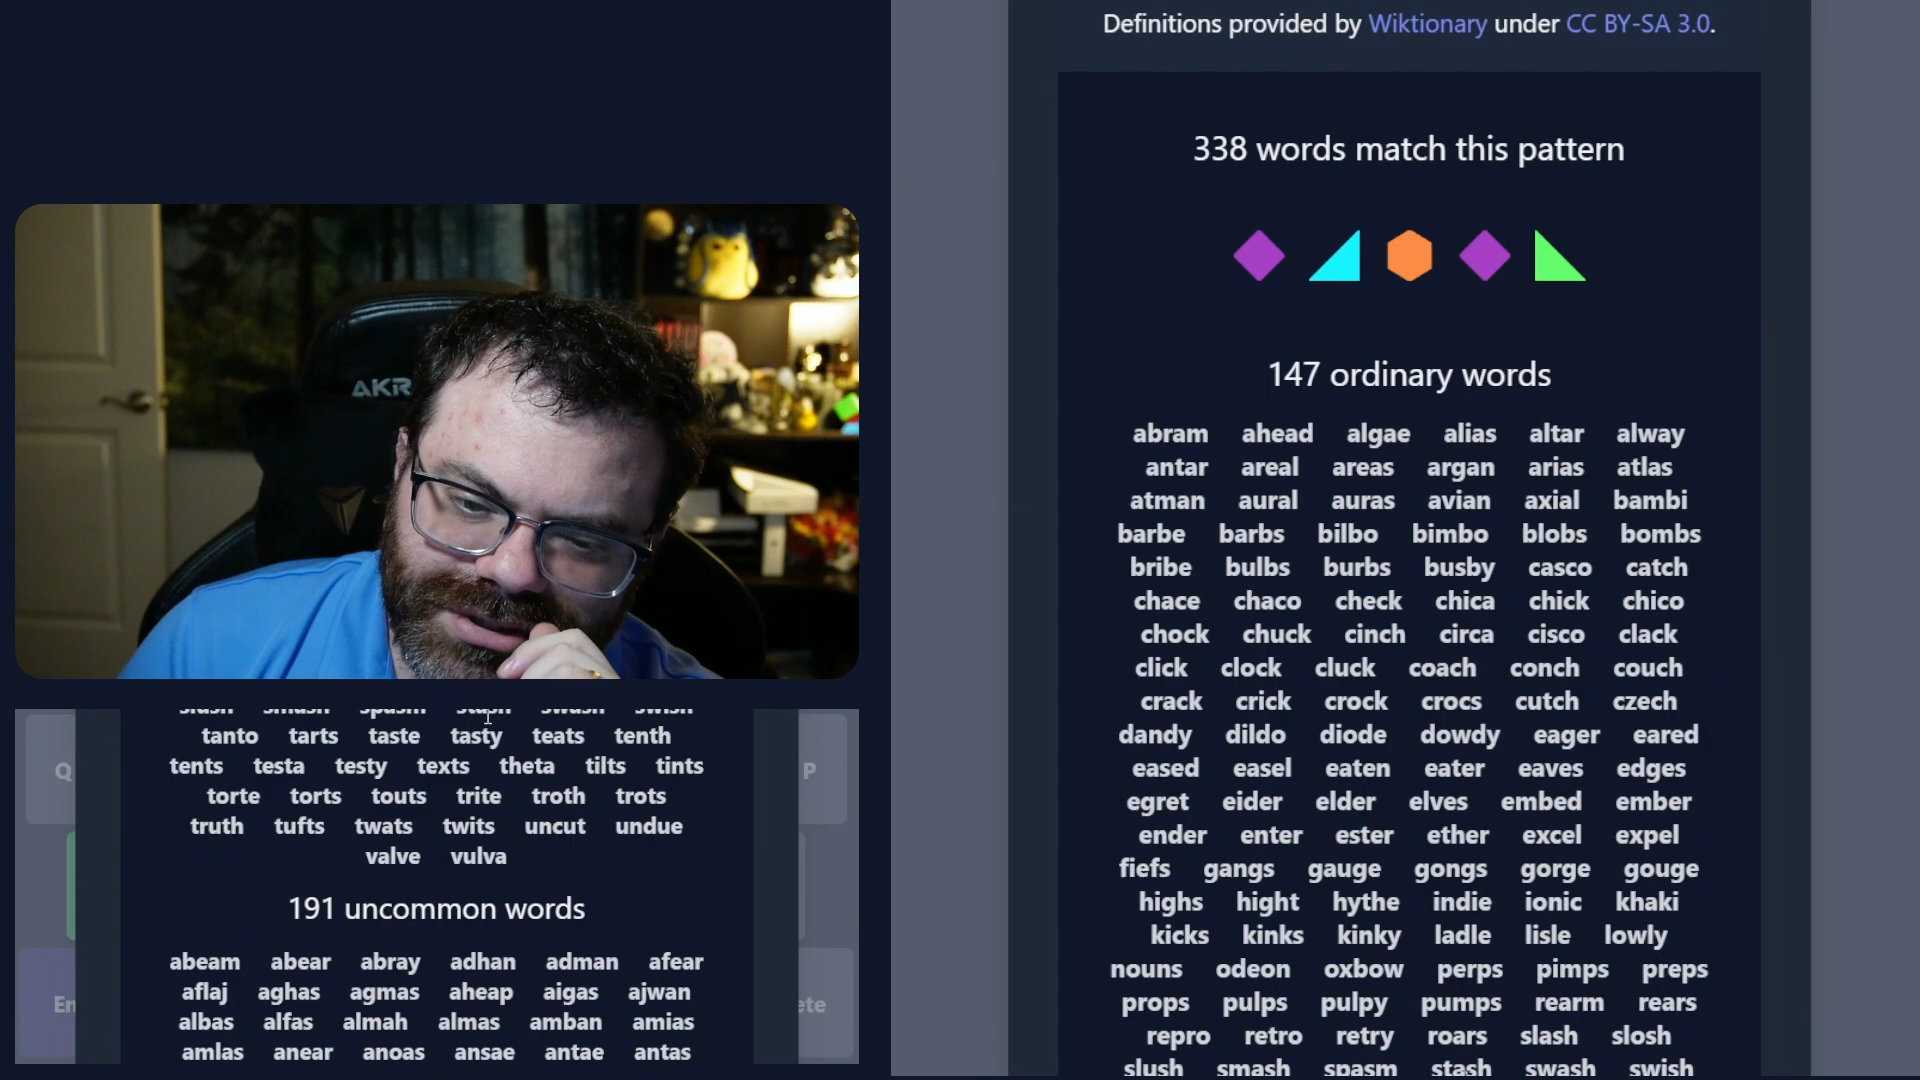 Definitions provided by Wiktionary under CC BY-SA 3.0.
338 words match this pattern
147 ordinary words
abram ahead algae alias altar alway
antar areal areas argan arias atlas
atman aural auras avian axial bambi
barbe barbs bilbo bimbo blobs bombs
bribe bulbs burbs busby casco catch
chace chaco check chica chick chico
chock chuck cinch circa cisco clack
click clock cluck coach conch couch
crack crick crock crocs cutch czech
dandy dildo diode dowdy eager eared
eased easel eaten eater eaves edges
egret eider elder elves embed ember
ender enter ester ether excel expel
fiefs gangs gauge gongs gorge gouge
highs hight hythe indie ionic khaki
kicks kinks kinky ladle lisle lowly
nouns odeon oxbow perps pimps preps
props pulps pulpy pumps rearm rears
repro retro retry roars slash slosh
slush smash spasm stash swash swish
AKR
slush smash spasm stash swash swish
tanto tarts taste tasty teats tenth
tents testa testy texts theta tilts tints
torte torts touts trite troth trots
truth tufts twats twits uncut undue
valve vulva
191 uncommon words
abeam abear abray adhan adman afear
aflaj aghas agmas aheap aigas ajwan
albas alfas almah almas amban amias
amlas anear anoas ansae antae antas
Q
P
En
ete